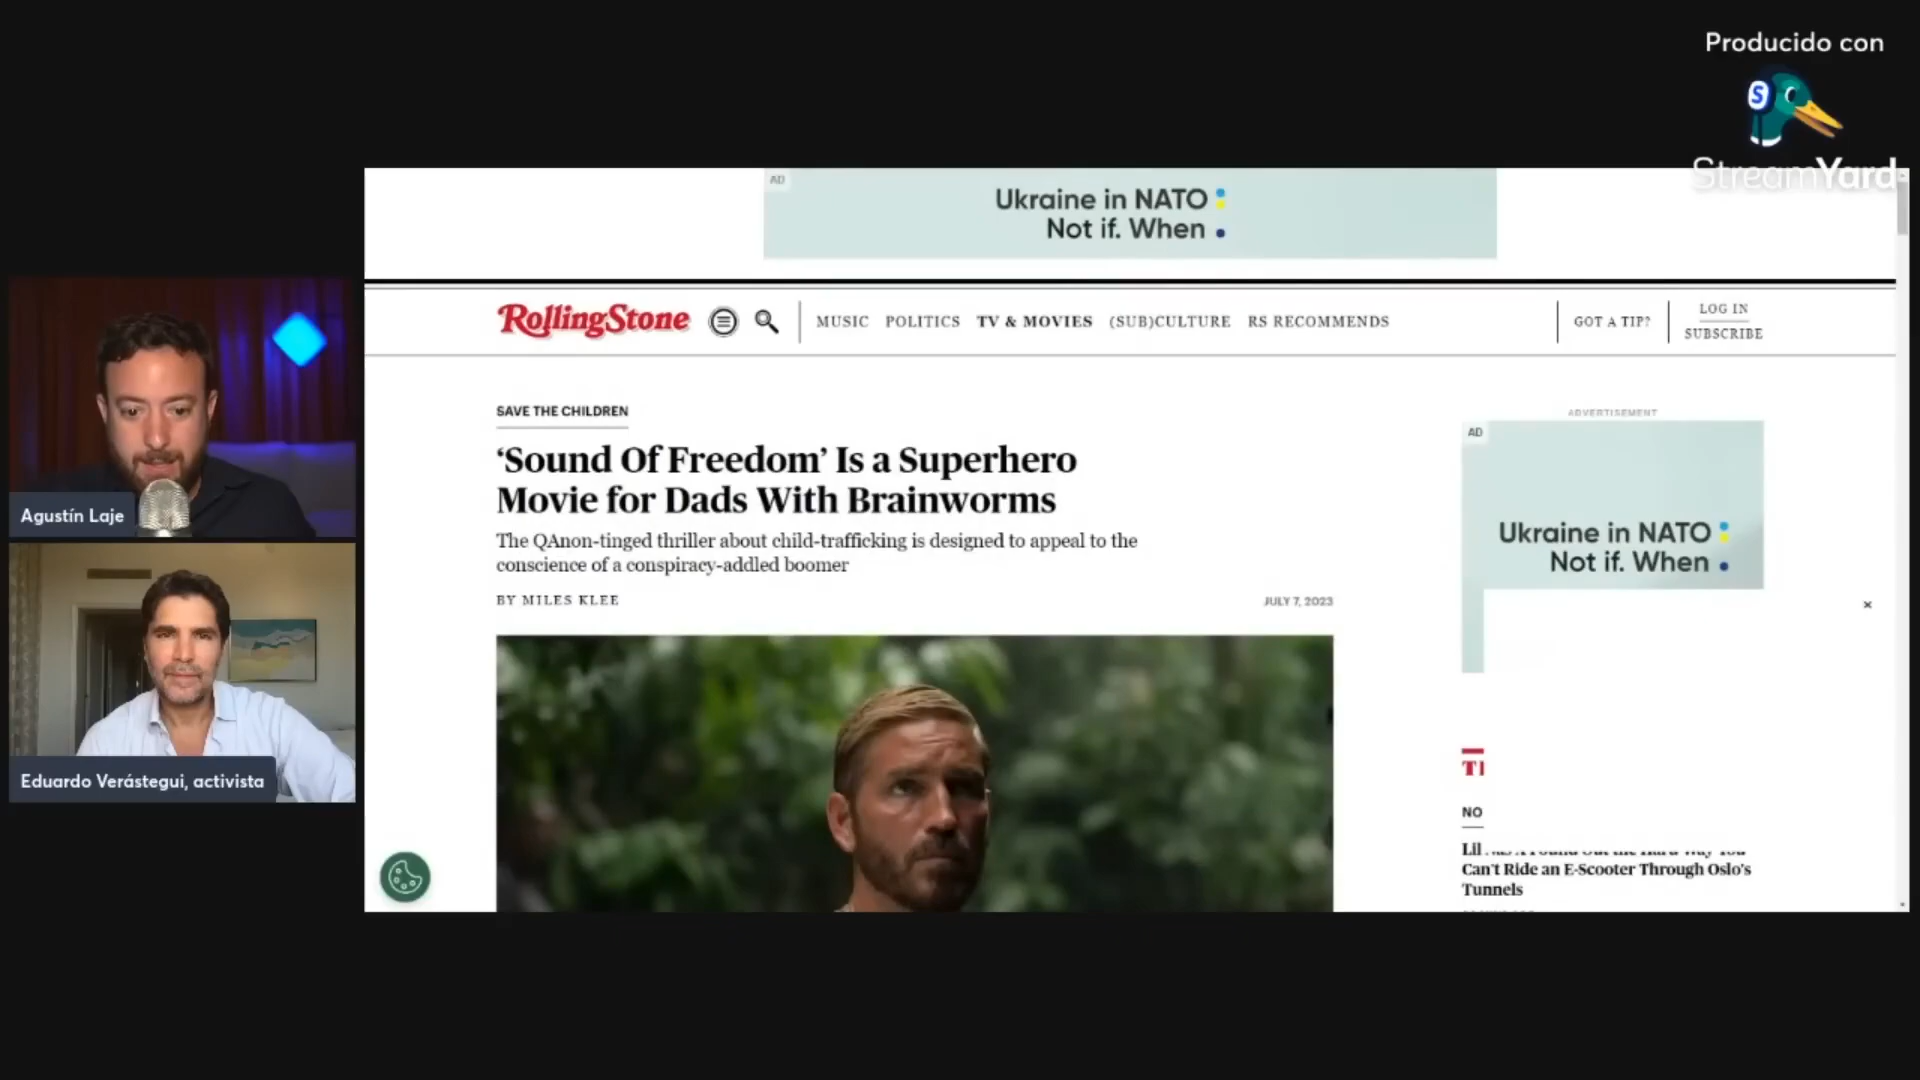 Producido con
StreamYard
AD
Ukraine in NATO
Not if. When
RollingStone
MUSIC POLITICS TV & MOVIES (SUB)CULTURE RS RECOMMENDS
GOT A TIP?
LOG IN
SUBSCRIBE
SAVE THE CHILDREN
‘Sound Of Freedom’ Is a Superhero
Movie for Dads With Brainworms
The QAnon-tinged thriller about child-trafficking is designed to appeal to the
conscience of a conspiracy-addled boomer
BY MILES KLEE
JULY 7, 2023
ADVERTISEMENT
AD
Ukraine in NATO
Not if. When
NO
Lil
Can't Ride an E-Scooter Through Oslo's
Tunnels
Agustín Laje
Eduardo Verástegui, activista